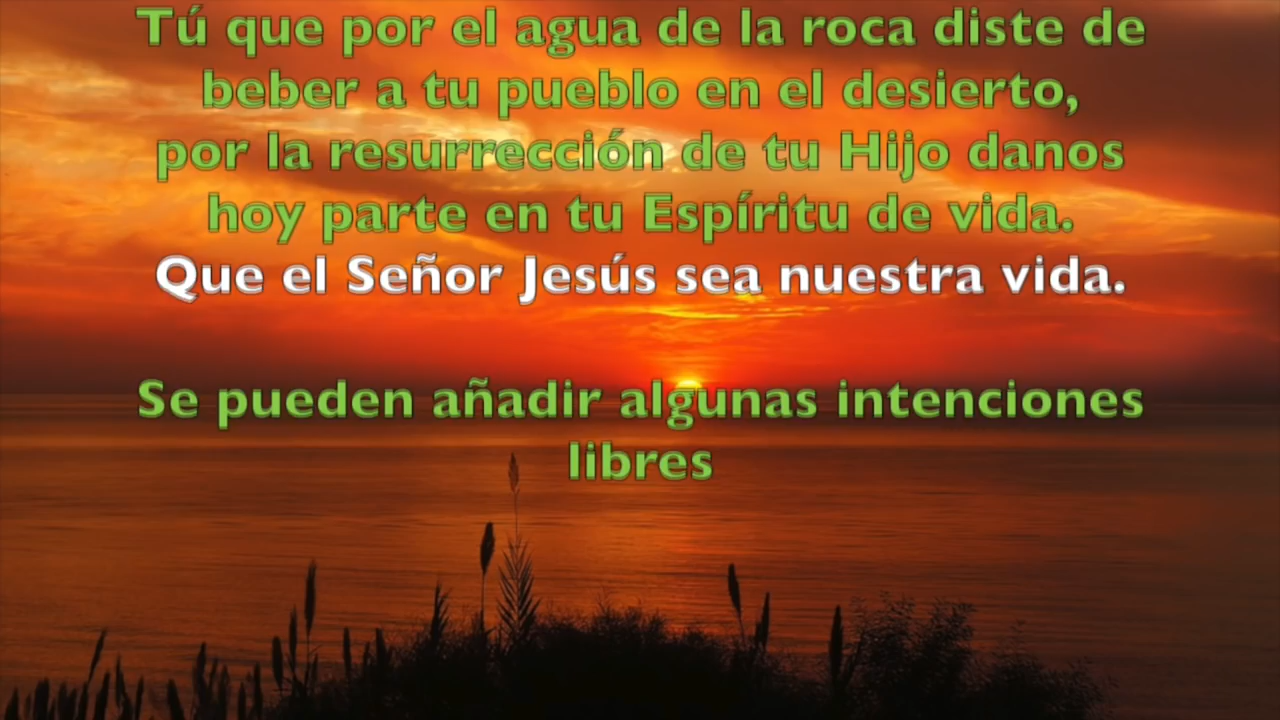 Tú que por el agua de la roca diste de
beber a tu pueblo en el desierto,
por la resurrección de tu Hijo danos
hoy parte en tu Espíritu de vida.
Que el Señor Jesús sea nuestra vida.
Se pueden añadir algunas intenciones
libres